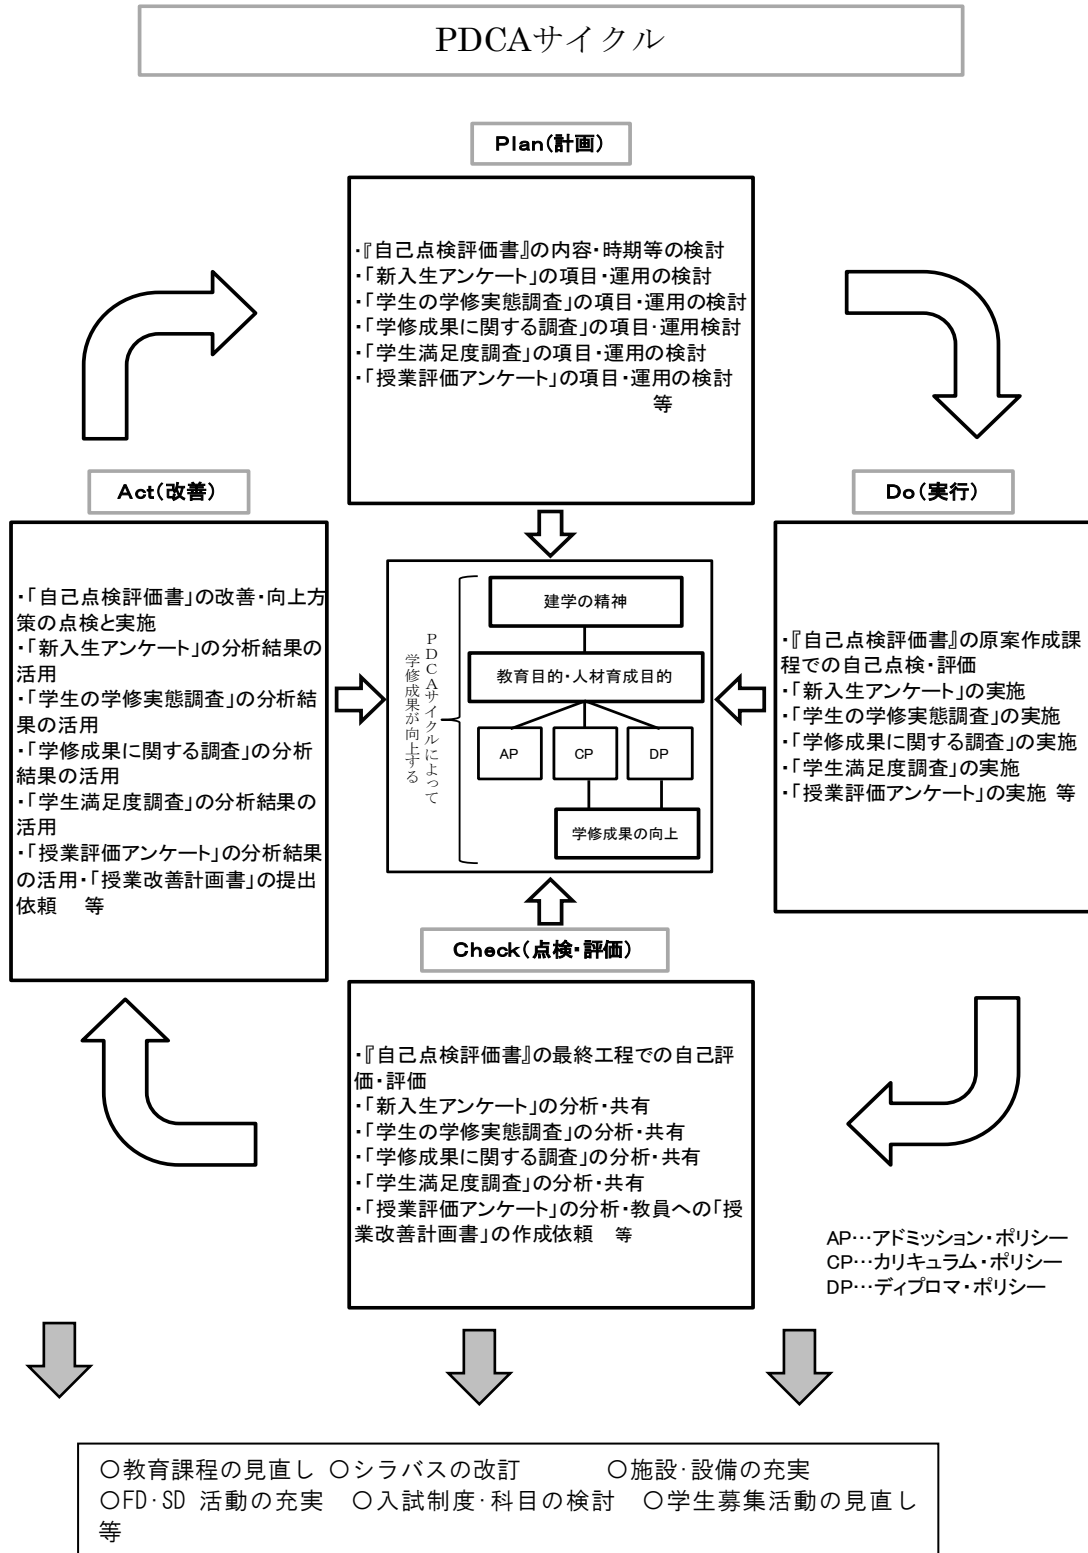 PDCAサイクル
Plan(計画)
・『自己点検評価書』の内容・時期等の検討
・「新入生アンケート」の項目・運用の検討
・「学生の学修実態調査」の項目・運用の検討
・「学修成果に関する調査」の項目・運用検討
・「学生満足度調査」の項目・運用の検討
・「授業評価アンケート」の項目・運用の検討
等
Act(改善)
・「自己点検評価書」の改善・向上方
策の点検と実施
・「新入生アンケート」の分析結果の
活用
・「学生の学修実態調査」の分析結
果の活用
・「学修成果に関する調査」の分析
結果の活用
・「学生満足度調査」の分析結果の
活用
・「授業評価アンケート」の分析結果
の活用・「授業改善計画書」の提出
依頼 等
PDCAサイクルによって
学修成果が向上する
建学の精神
教育目的・人材育成目的
AP CP DP
学修成果の向上
Do(実行)
・『自己点検評価書』の原案作成課
程での自己点検・評価
・「新入生アンケート」の実施
・「学生の学修実態調査」の実施
・「学修成果に関する調査」の実施
・「学生満足度調査」の実施
・「授業評価アンケート」の実施 等
Check(点検・評価)
・『自己点検評価書』の最終工程での自己評
価・評価
・「新入生アンケート」の分析・共有
・「学生の学修実態調査」の分析・共有
・「学修成果に関する調査」の分析・共有
・「学生満足度調査」の分析・共有
・「授業評価アンケート」の分析・教員への「授
業改善計画書」の作成依頼 等
AP…アドミッション・ポリシー
CP…カリキュラム・ポリシー
DP…ディプロマ・ポリシー
○教育課程の見直し ○シラバスの改訂 ○施設・設備の充実
○FD・SD 活動の充実 ○入試制度・科目の検討 ○学生募集活動の見直し
等